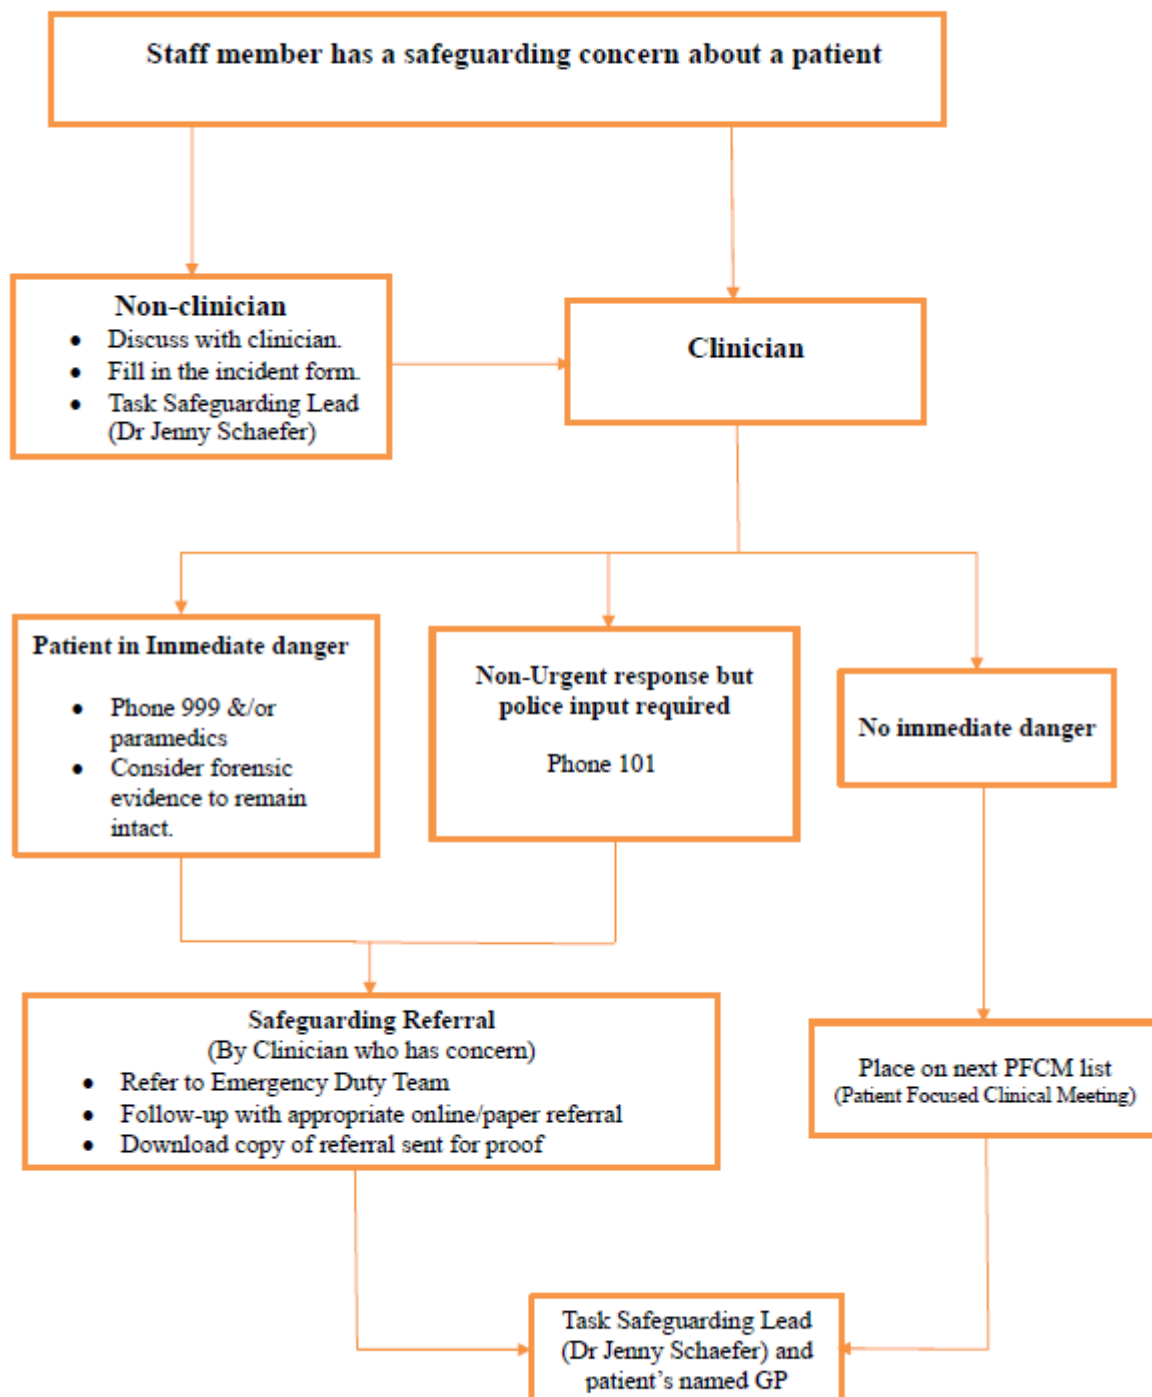 Staff member has a safeguarding concern about a patient
Non-clinician
• Discuss with clinician.
• Fill in the incident form.
• Task Safeguarding Lead
(Dr Jenny Schaefer)
Clinician
Patient in Immediate danger
• Phone 999 &/or
paramedics
• Consider forensic
evidence to remain
intact.
Non-Urgent response but
police input required
Phone 101
No immediate danger
Safeguarding Referral
(By Clinician who has concern)
• Refer to Emergency Duty Team
• Follow-up with appropriate online/paper referral
• Download copy of referral sent for proof
Place on next PFCM list
(Patient Focused Clinical Meeting)
Task Safeguarding Lead
(Dr Jenny Schaefer) and
patient's named GP